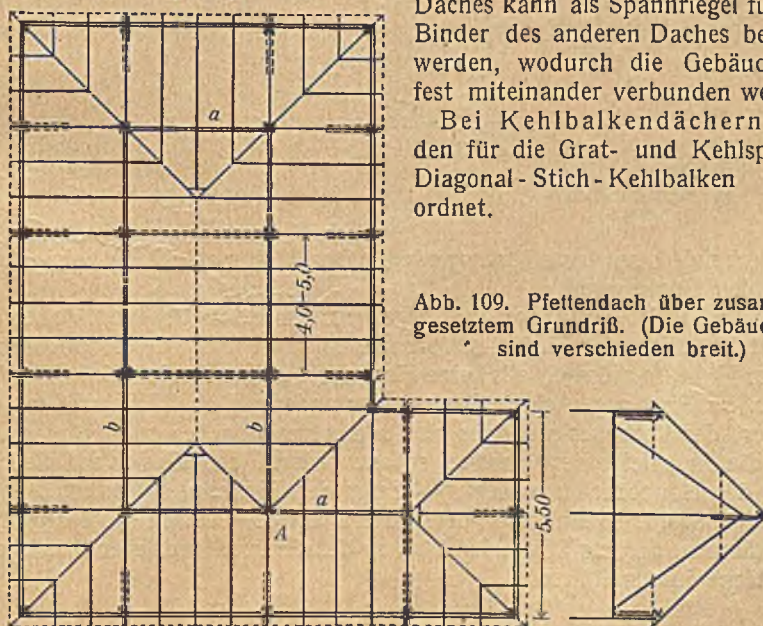 Daches kann als Spannriegel fü
Binder des anderen Daches be
werden, wodurch die Gebäud
fest miteinander verbunden we
Bei Kehlbalkendächern
den für die Grat- und Kehlsp
Diagonal-Stich-Kehlbalken
ordnet.
a
4,0–5,0
Abb. 109. Pfettendach über zusam
gesetztem Grundriß. (Die Gebäude
sind verschieden breit.)
b
b
a
A
5,50